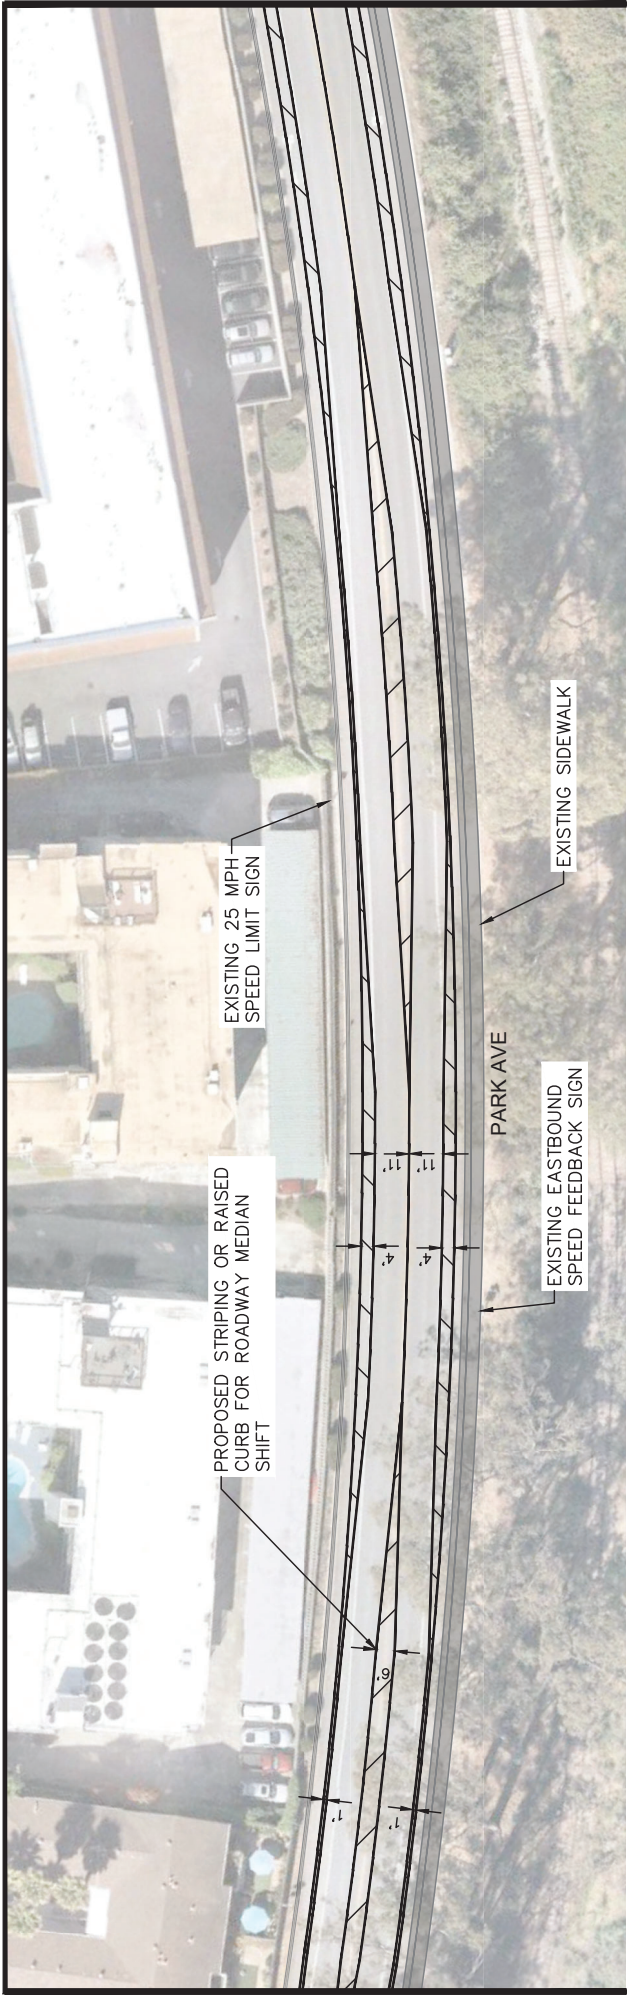 PROPOSED STRIPING OR RAISED
CURB FOR ROADWAY MEDIAN
SHIFT
EXISTING 25 MPH
SPEED LIMIT SIGN
1'
1'
6'
4'
4'
11'
11'
PARK AVE
EXISTING EASTBOUND
SPEED FEEDBACK SIGN
EXISTING SIDEWALK